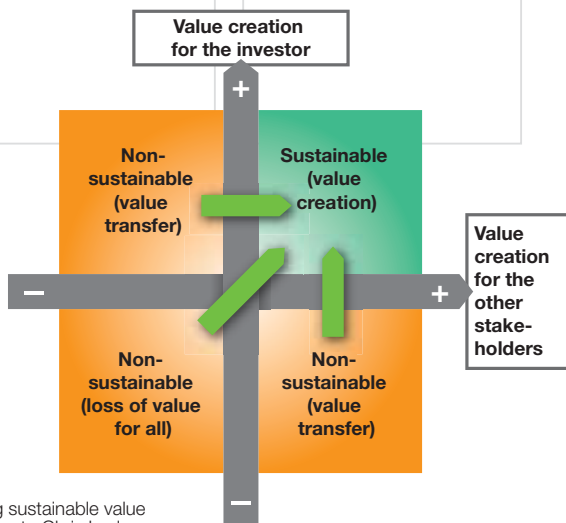 Value creation
for the investor
+
Non-
sustainable
(value
transfer)
Sustainable
(value
creation)
Value
creation
for the
other
stake-
holders
–
+
Non-
sustainable
(loss of value
for all)
Non-
sustainable
(value
transfer)
–
sustainable value